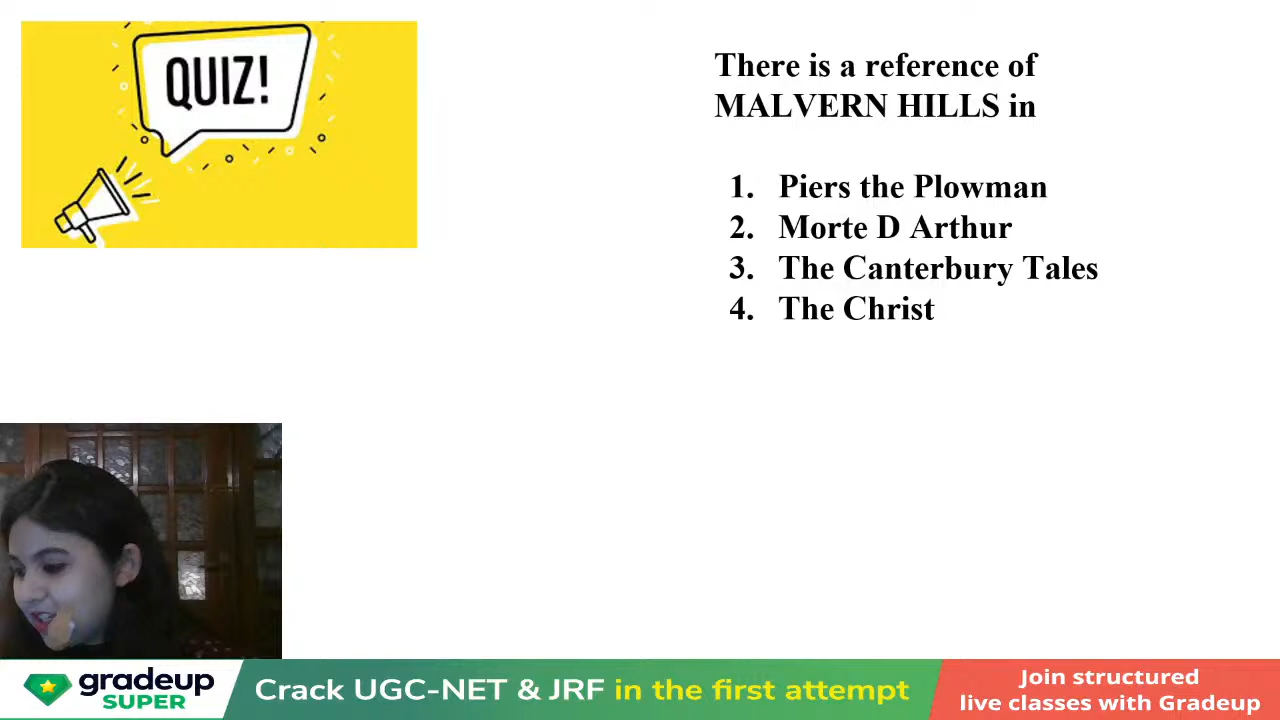 QUIZ!
There is a reference of
MALVERN HILLS in
1. Piers the Plowman
2. Morte D Arthur
3. The Canterbury Tales
4. The Christ
gradeup
SUPER
Crack UGC-NET & JRF in the first attempt
Join structured
live classes with Gradeup